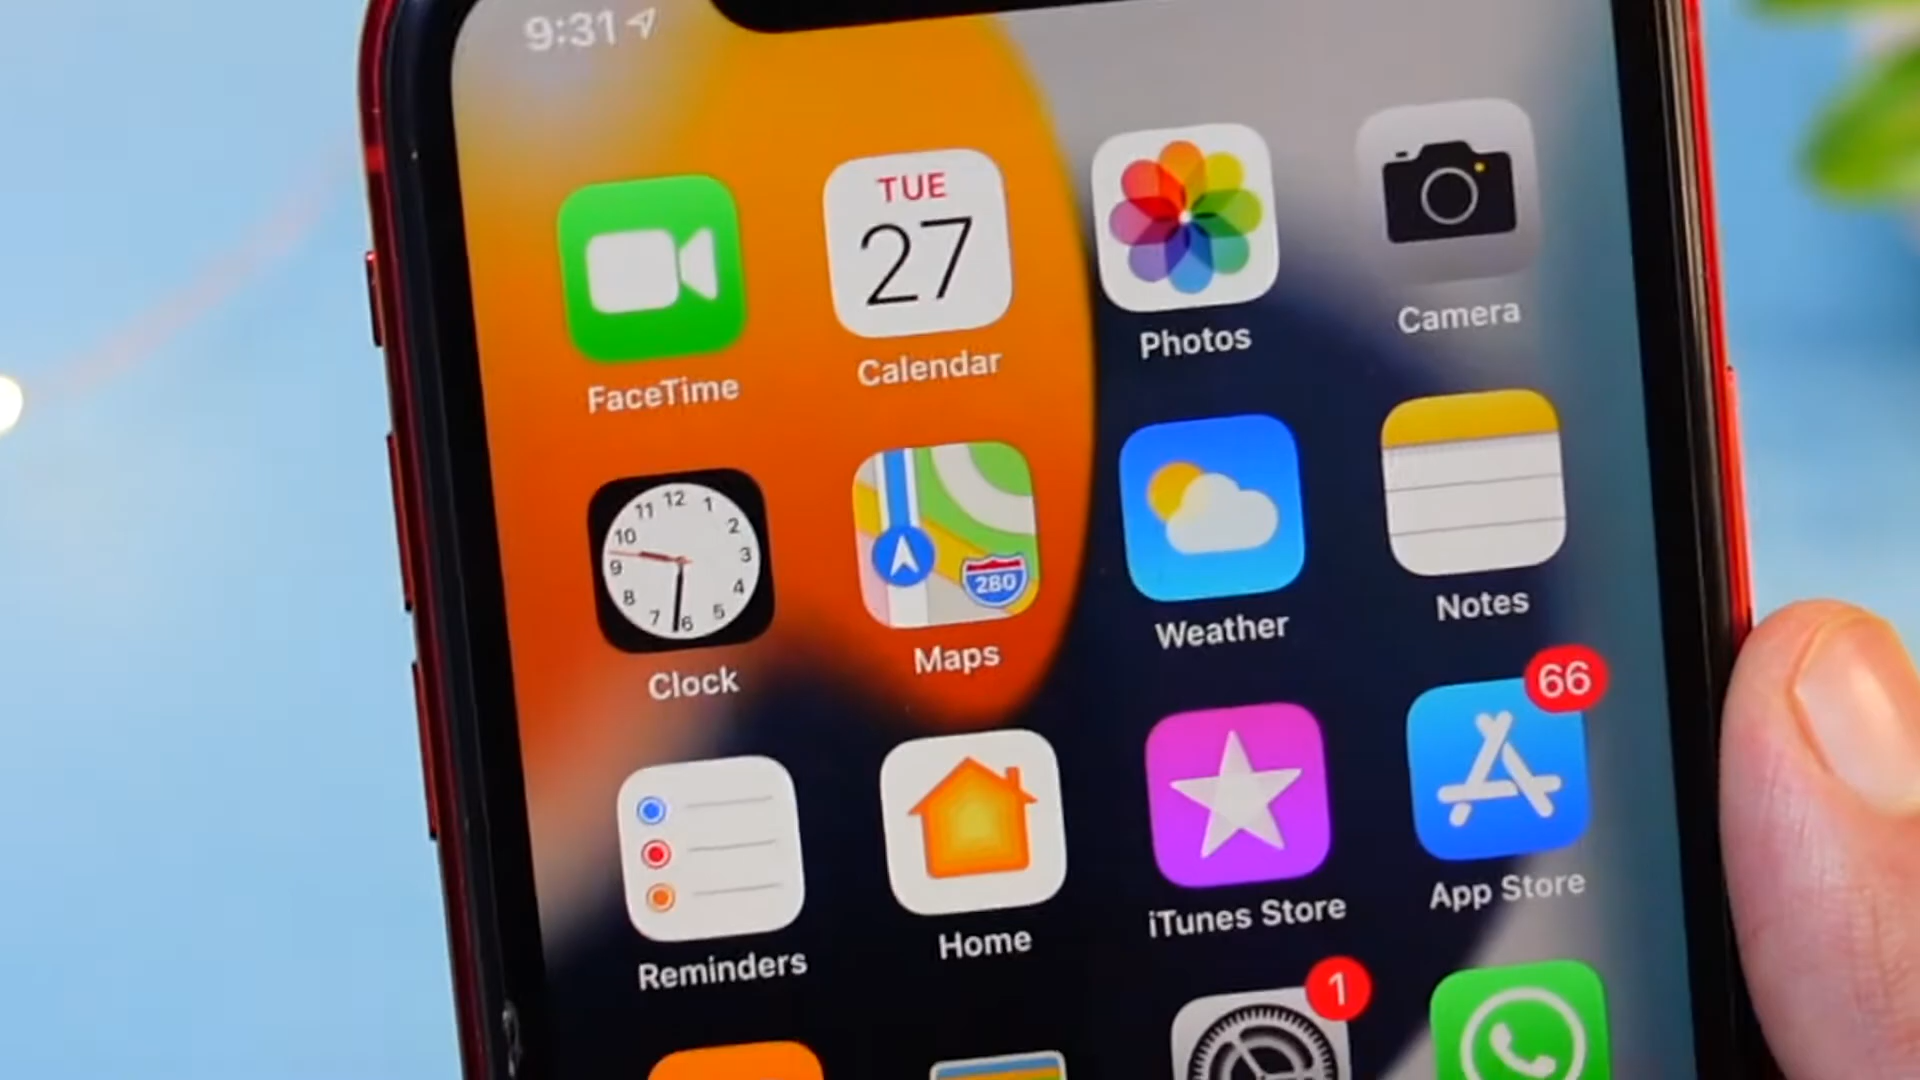 9:31
TUE
27
FaceTime
Calendar
Photos
Camera
12
1
2
3
4
5
6
7
8
9
10
11
280
Clock
Maps
Weather
Notes
66
Reminders
Home
iTunes Store
App Store
1